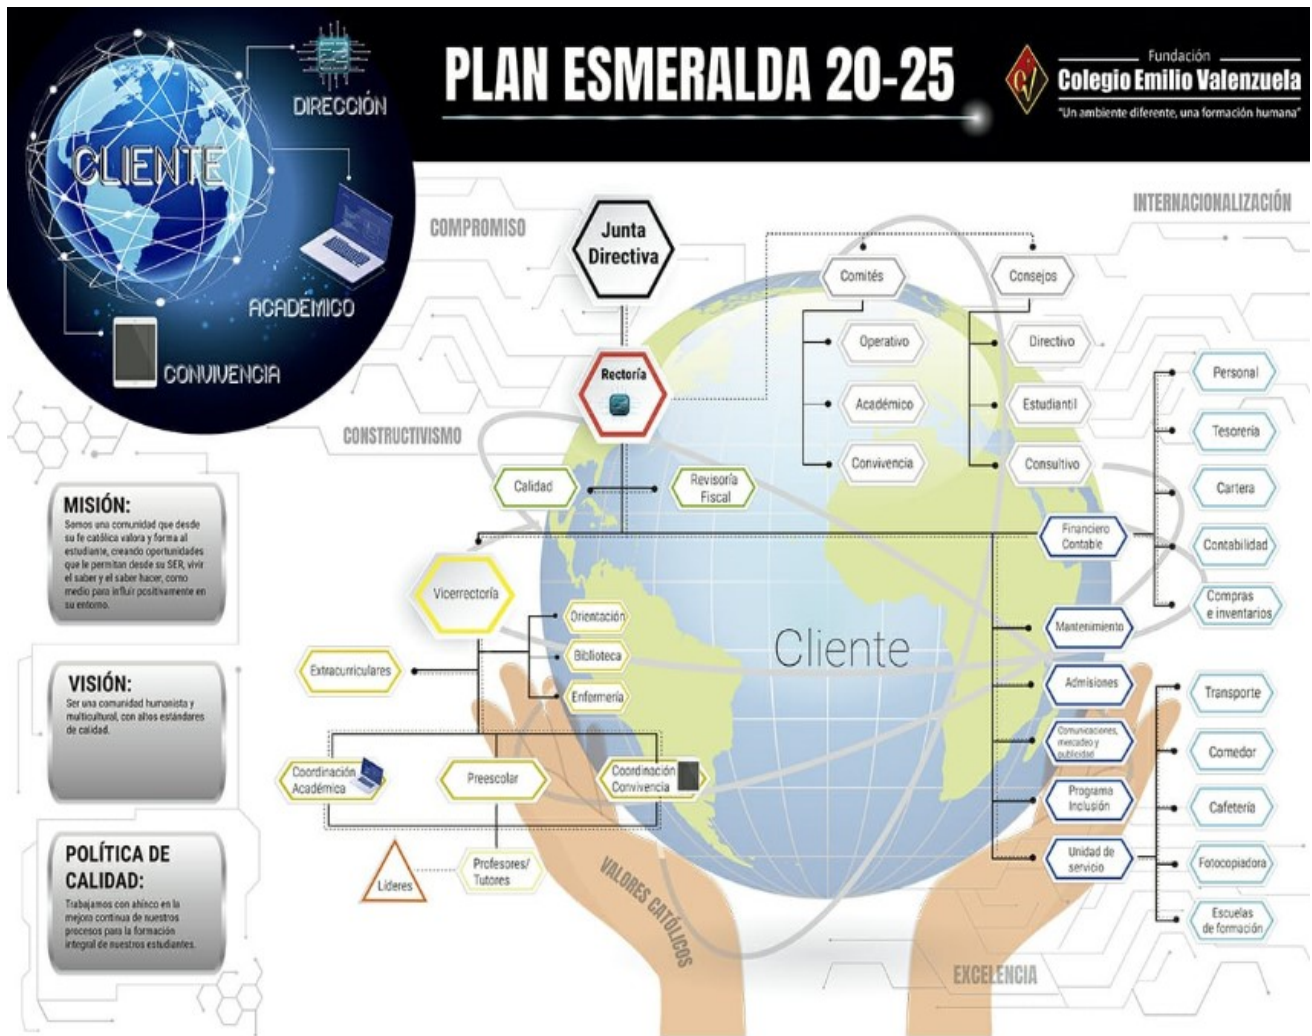 PLAN ESMERALDA 20-25
Fundación
Colegio Emilio Valenzuela
"Un ambiente diferente, una formación humana"
CLIENTE
DIRECCIÓN
ACADEMICO
CONVIVENCIA
COMPROMISO
INTERNACIONALIZACIÓN
CONSTRUCTIVISMO
MISIÓN:
Somos una comunidad que desde
su fe católica valora y forma al
estudiante, creando oportunidades
que le permitan desde su SER, vivir
el saber y el saber hacer, como
medio para influir positivamente en
su entorno.
VISIÓN:
Ser una comunidad humanista y
multicultural, con altos estándares
de calidad.
POLÍTICA DE
CALIDAD:
Trabajamos con ahínco en la
mejora continua de nuestros
procesos para la formación
integral de nuestros estudiantes.
Junta
Directiva
Rectoría
Comités
Operativo
Académico
Convivencia
Consejos
Directivo
Estudiantil
Consultivo
Calidad
Revisoría
Fiscal
Vicerrectoría
Orientación
Biblioteca
Enfermería
Extracurriculares
Coordinación
Académica
Preescolar
Coordinación
Convivencia
Líderes
Profesores/
Tutores
Cliente
Financiero
Contable
Mantenimiento
Admisiones
Comunicaciones,
mercadeo y
publicidad
Programa
Inclusión
Unidad de
servicio
Personal
Tesorería
Cartera
Contabilidad
Compras
e inventarios
Transporte
Comedor
Cafetería
Fotocopiadora
Escuelas
de formación
VALORES CATÓLICOS
EXCELENCIA